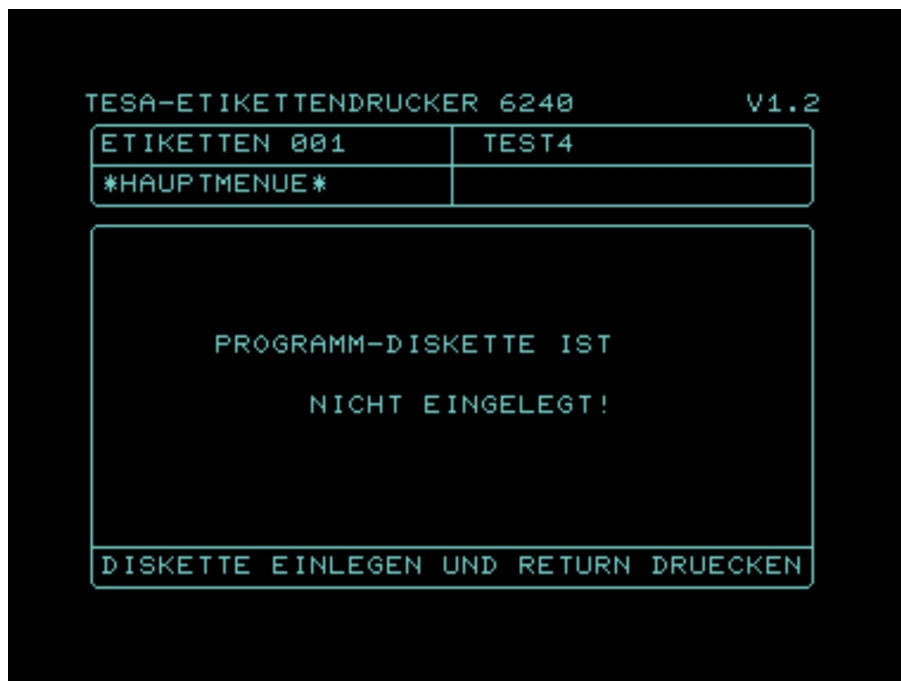 TESA-ETIKETTENDRUCKER 6240 V1.2
ETIKETTEN 001 TEST4
*HAUPTMENUE*
PROGRAMM-DISKETTE IST
NICHT EINGELEGT!
DISKETTE EINLEGEN UND RETURN DRUECKEN